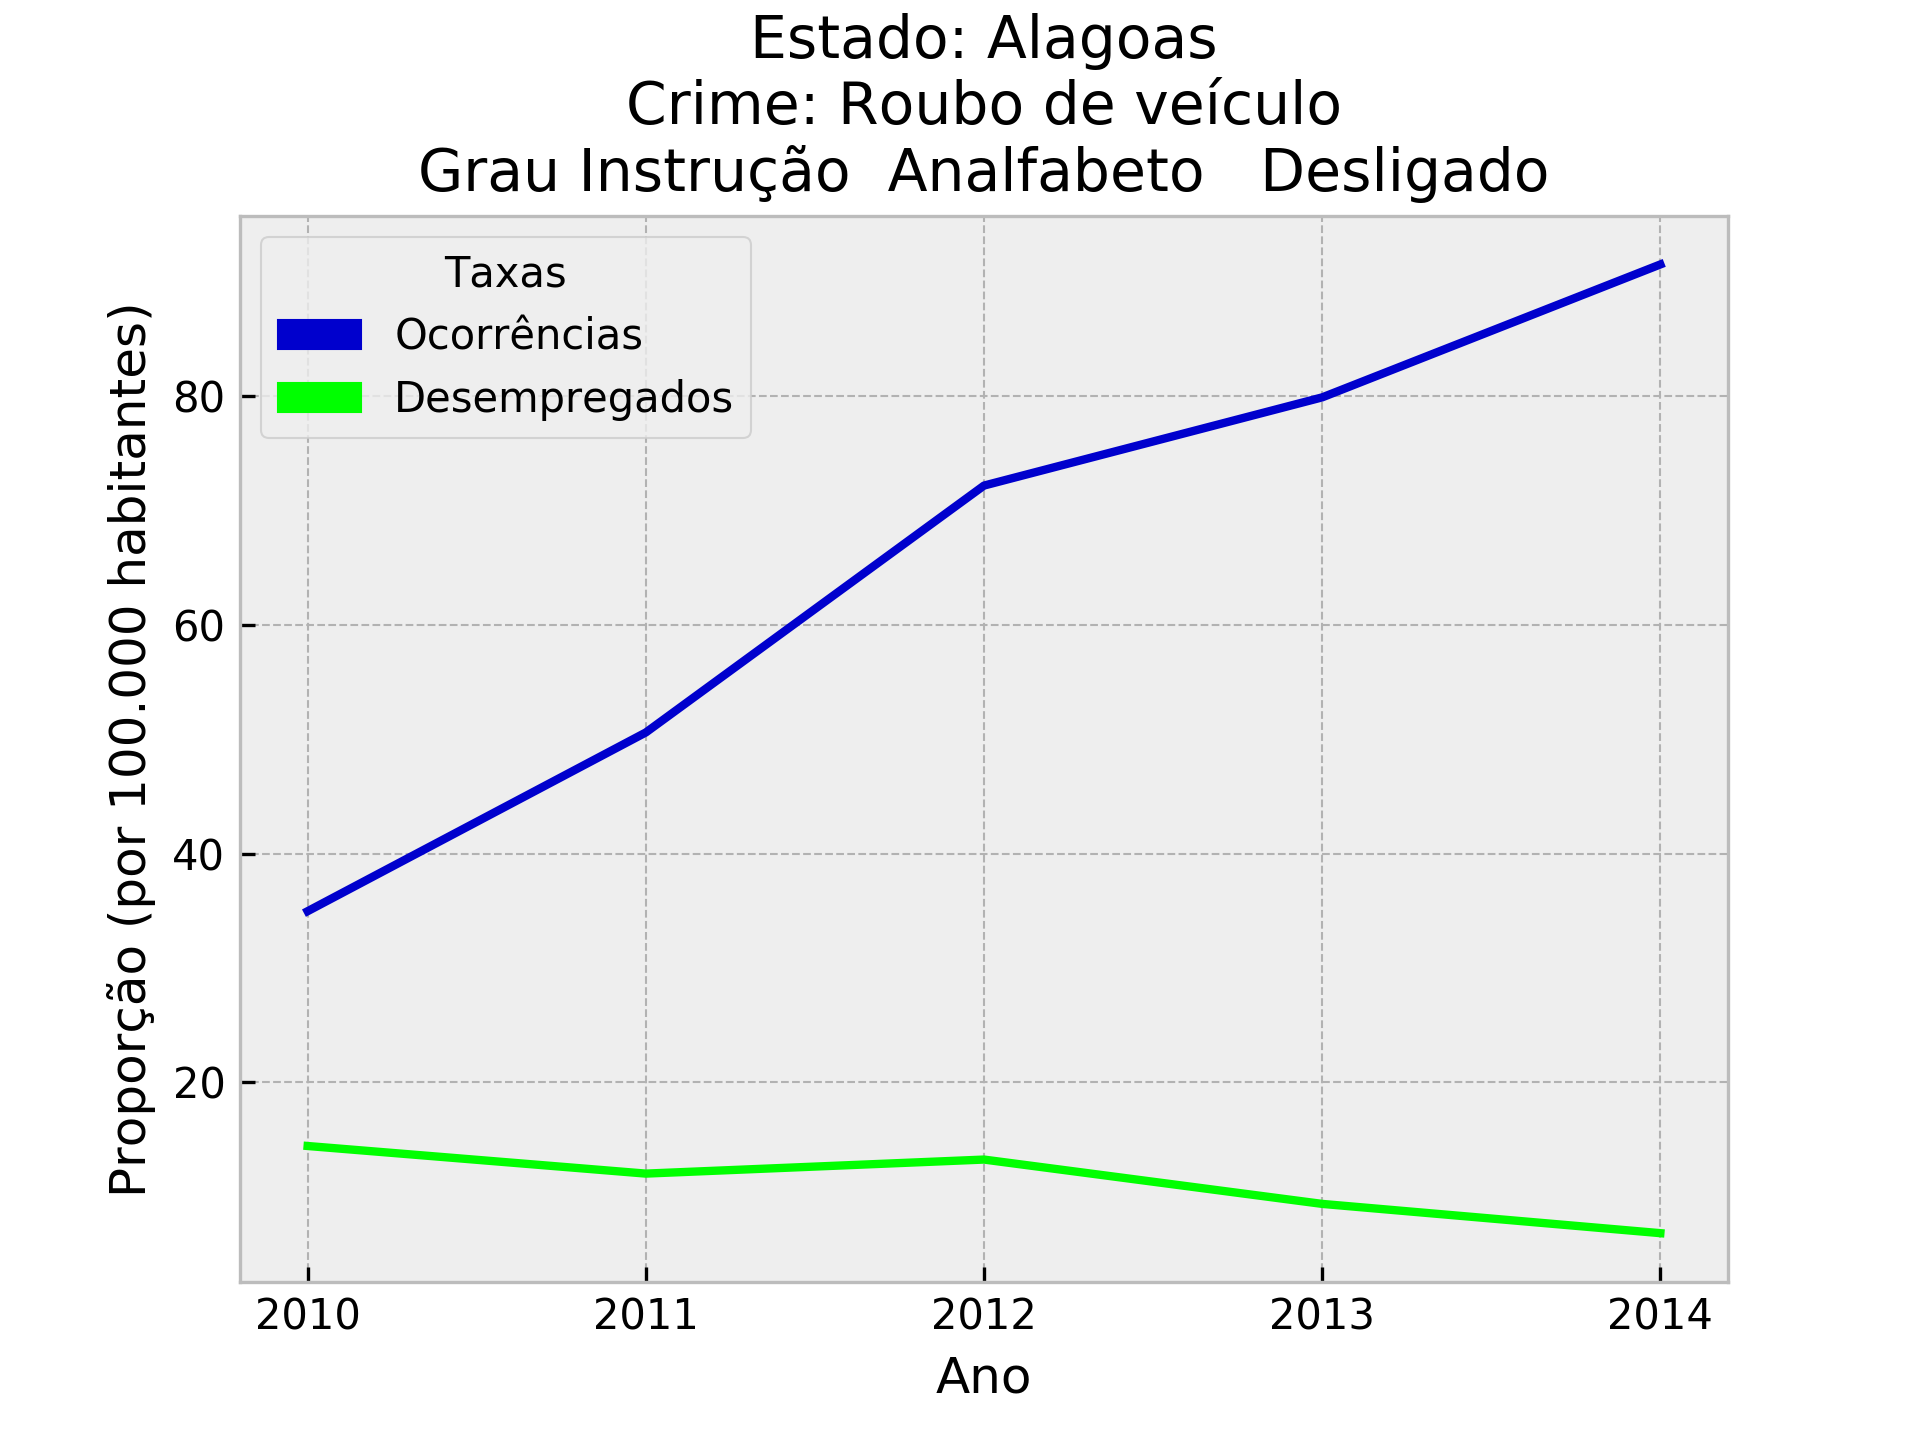 Estado: Alagoas
Crime: Roubo de veículo
Grau Instrução  Analfabeto   Desligado
Taxas
Ocorrências
Desempregados
Proporção (por 100.000 habitantes)
80
60
40
20
2010 2011 2012 2013 2014
Ano